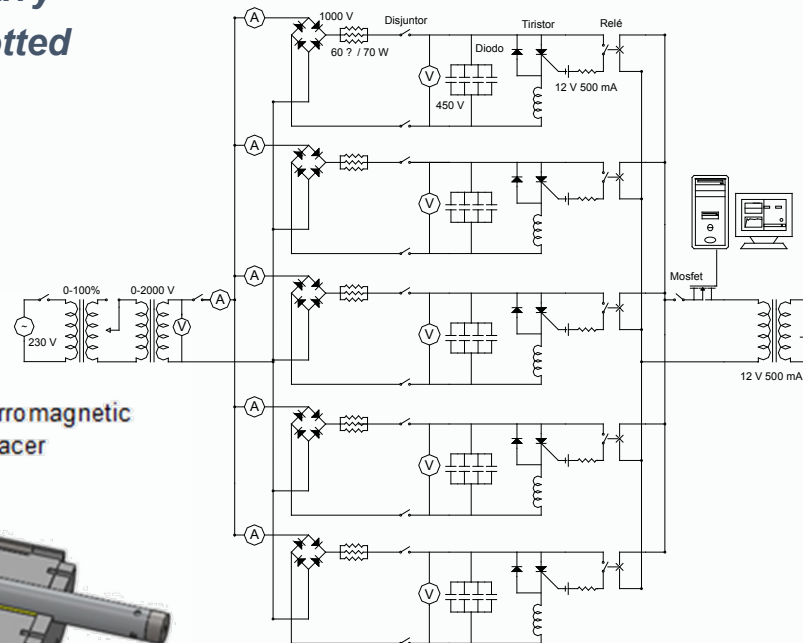 otted
A
1000 V
Disjuntor
Tiristor
Relé
60 ? / 70 W
Diodo
V
450 V
12 V 500 mA
A
V
A
V
0-100%
0-2000 V
A
~
230 V
V
Mosfet
12 V 500 mA
rromagnetic
acer
A
V
A
V